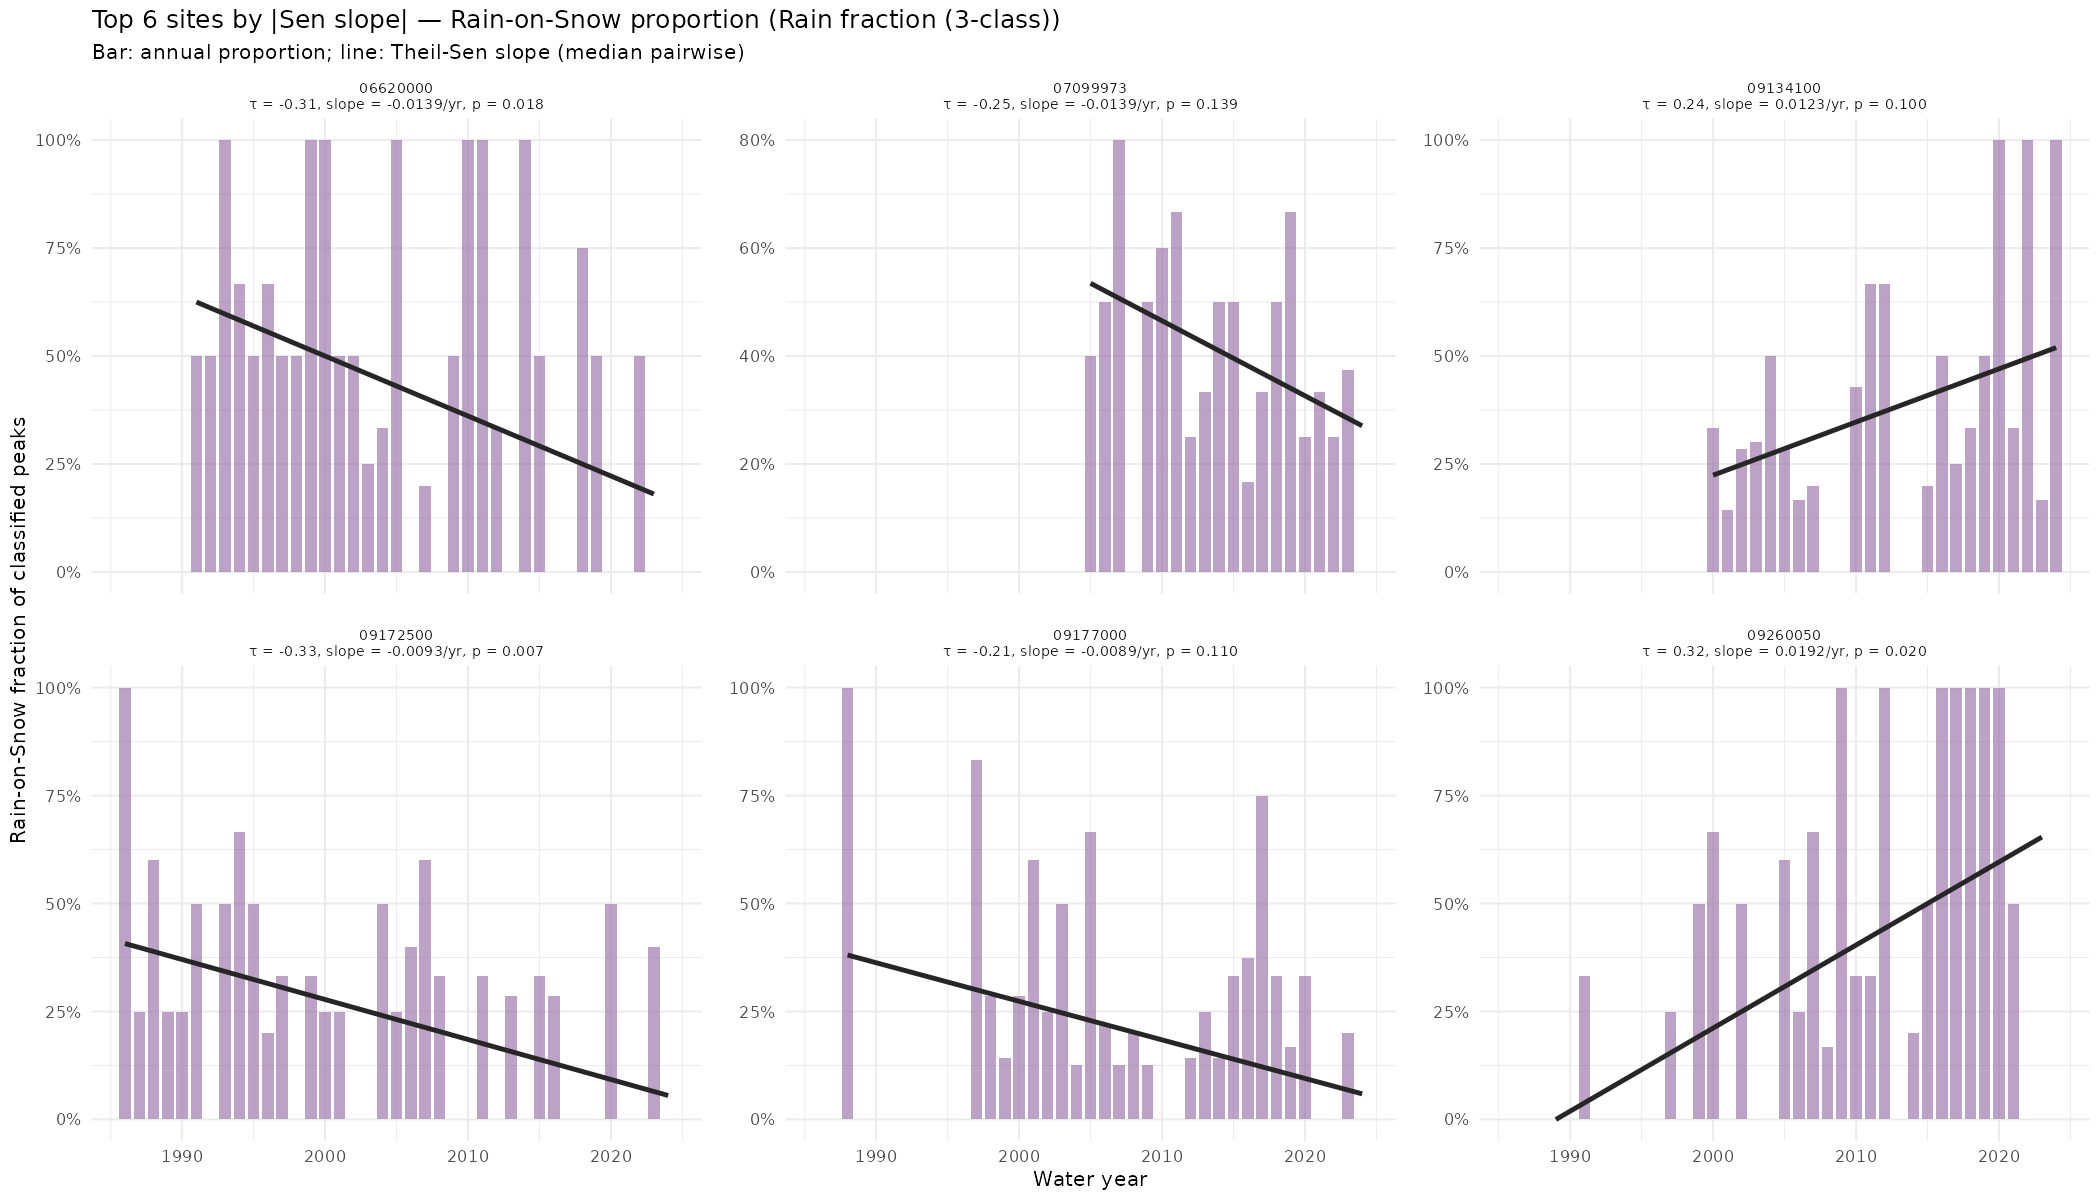 Top 6 sites by |Sen slope| — Rain-on-Snow proportion (Rain fraction (3-class))
Bar: annual proportion; line: Theil-Sen slope (median pairwise)
Rain-on-Snow fraction of classified peaks
06620000
τ = -0.31, slope = -0.0139/yr, p = 0.018
100%
75%
50%
25%
0%
07099973
τ = -0.25, slope = -0.0139/yr, p = 0.139
80%
60%
40%
20%
0%
09134100
τ = 0.24, slope = 0.0123/yr, p = 0.100
100%
75%
50%
25%
0%
09172500
τ = -0.33, slope = -0.0093/yr, p = 0.007
100%
75%
50%
25%
0%
1990 2000 2010 2020
09177000
τ = -0.21, slope = -0.0089/yr, p = 0.110
100%
75%
50%
25%
0%
1990 2000 2010 2020
09260050
τ = 0.32, slope = 0.0192/yr, p = 0.020
100%
75%
50%
25%
0%
1990 2000 2010 2020
Water year